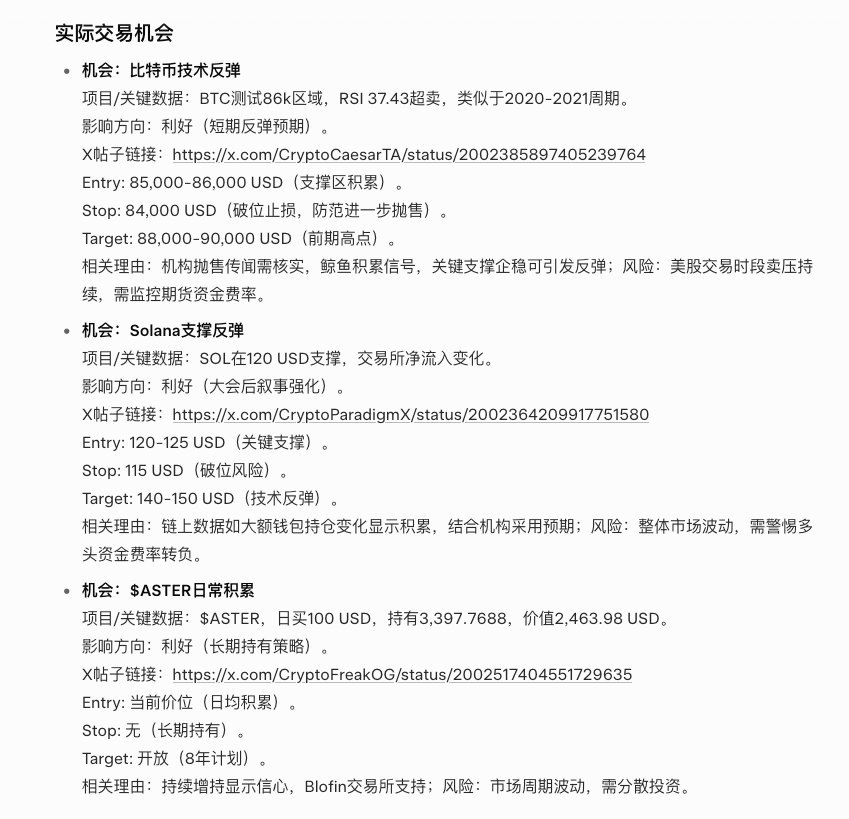 实际交易机会
机会：比特币技术反弹
项目/关键数据：BTC测试86k区域，RSI 37.43超卖，类似于2020-2021周期。
影响方向：利好（短期反弹预期）。
X帖子链接：https://x.com/CryptoCaesarTA/status/2002385897405239764
Entry: 85,000-86,000 USD（支撑区积累）。
Stop: 84,000 USD（破位止损，防范进一步抛售）。
Target: 88,000-90,000 USD（前期高点）。
相关理由：机构抛售传闻需核实，鲸鱼积累信号，关键支撑企稳可引发反弹；风险：美股交易时段卖压持
续，需监控期货资金费率。
机会：Solana支撑反弹
项目/关键数据：SOL在120 USD支撑，交易所净流入变化。
影响方向：利好（大会后叙事强化）。
X帖子链接：https://x.com/CryptoParadigmX/status/2002364209917751580
Entry: 120-125 USD（关键支撑）。
Stop: 115 USD（破位风险）。
Target: 140-150 USD（技术反弹）。
相关理由：链上数据如大额钱包持仓变化显示积累，结合机构采用预期；风险：整体市场波动，需警惕多
头资金费率转负。
机会：$ASTER日常积累
项目/关键数据：$ASTER，日买100 USD，持有3,397.7688，价值2,463.98 USD。
影响方向：利好（长期持有策略）。
X帖子链接：https://x.com/CryptoFreakOG/status/2002517404551729635
Entry: 当前价位（日均积累）。
Stop: 无（长期持有）。
Target: 开放（8年计划）。
相关理由：持续增持显示信心，Blofin交易所支持；风险：市场周期波动，需分散投资。